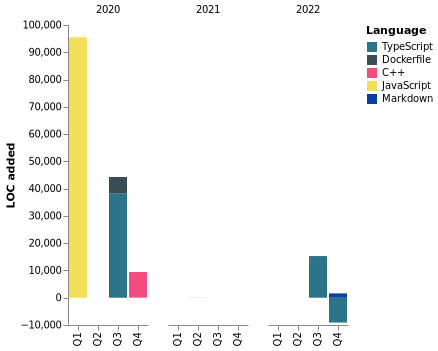 2020 2021 2022
Language
TypeScript
Dockerfile
C++
JavaScript
Markdown
LOC added
100,000
90,000
80,000
70,000
60,000
50,000
40,000
30,000
20,000
10,000
0
−10,000
Q1 Q2 Q3 Q4 Q1 Q2 Q3 Q4 Q1 Q2 Q3 Q4